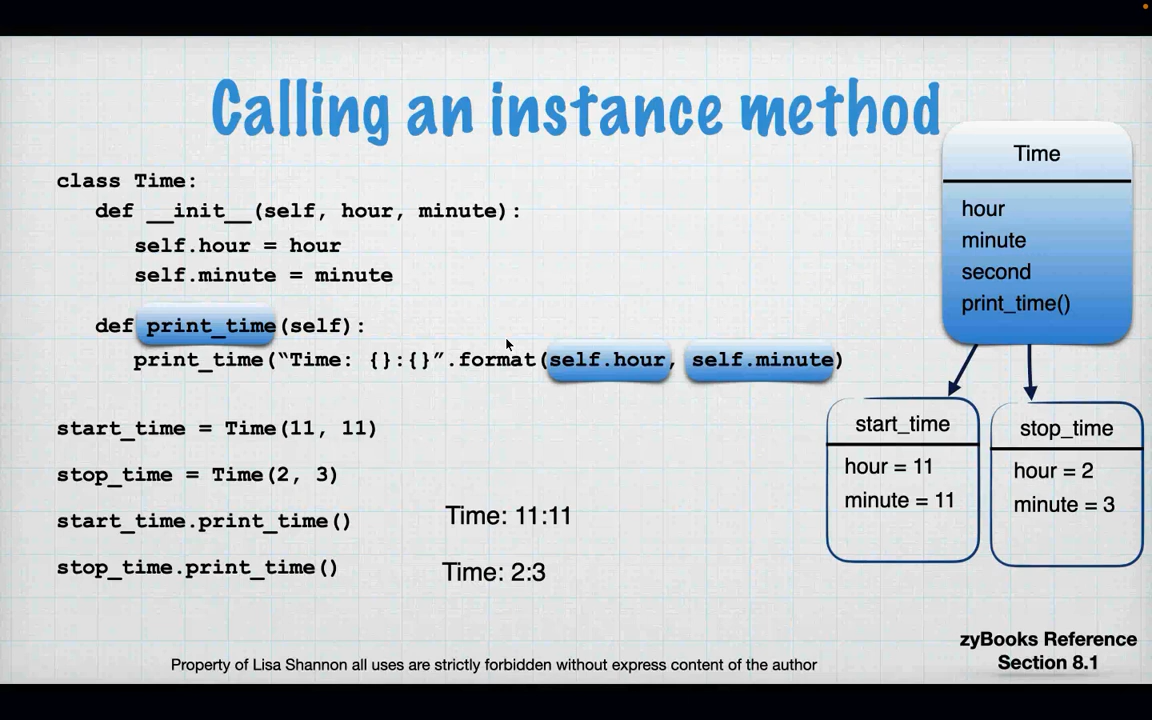 Calling an instance method
class Time:
def __init__(self, hour, minute):
self.hour = hour
self.minute = minute
def print_time(self):
print_time(“Time: {}:{}”.format(self.hour, self.minute)
start_time = Time(11, 11)
stop_time = Time(2, 3)
start_time.print_time()
stop_time.print_time()
Time: 11:11
Time: 2:3
Time
hour
minute
second
print_time()
start_time
hour = 11
minute = 11
stop_time
hour = 2
minute = 3
zyBooks Reference
Section 8.1
Property of Lisa Shannon all uses are strictly forbidden without express content of the author